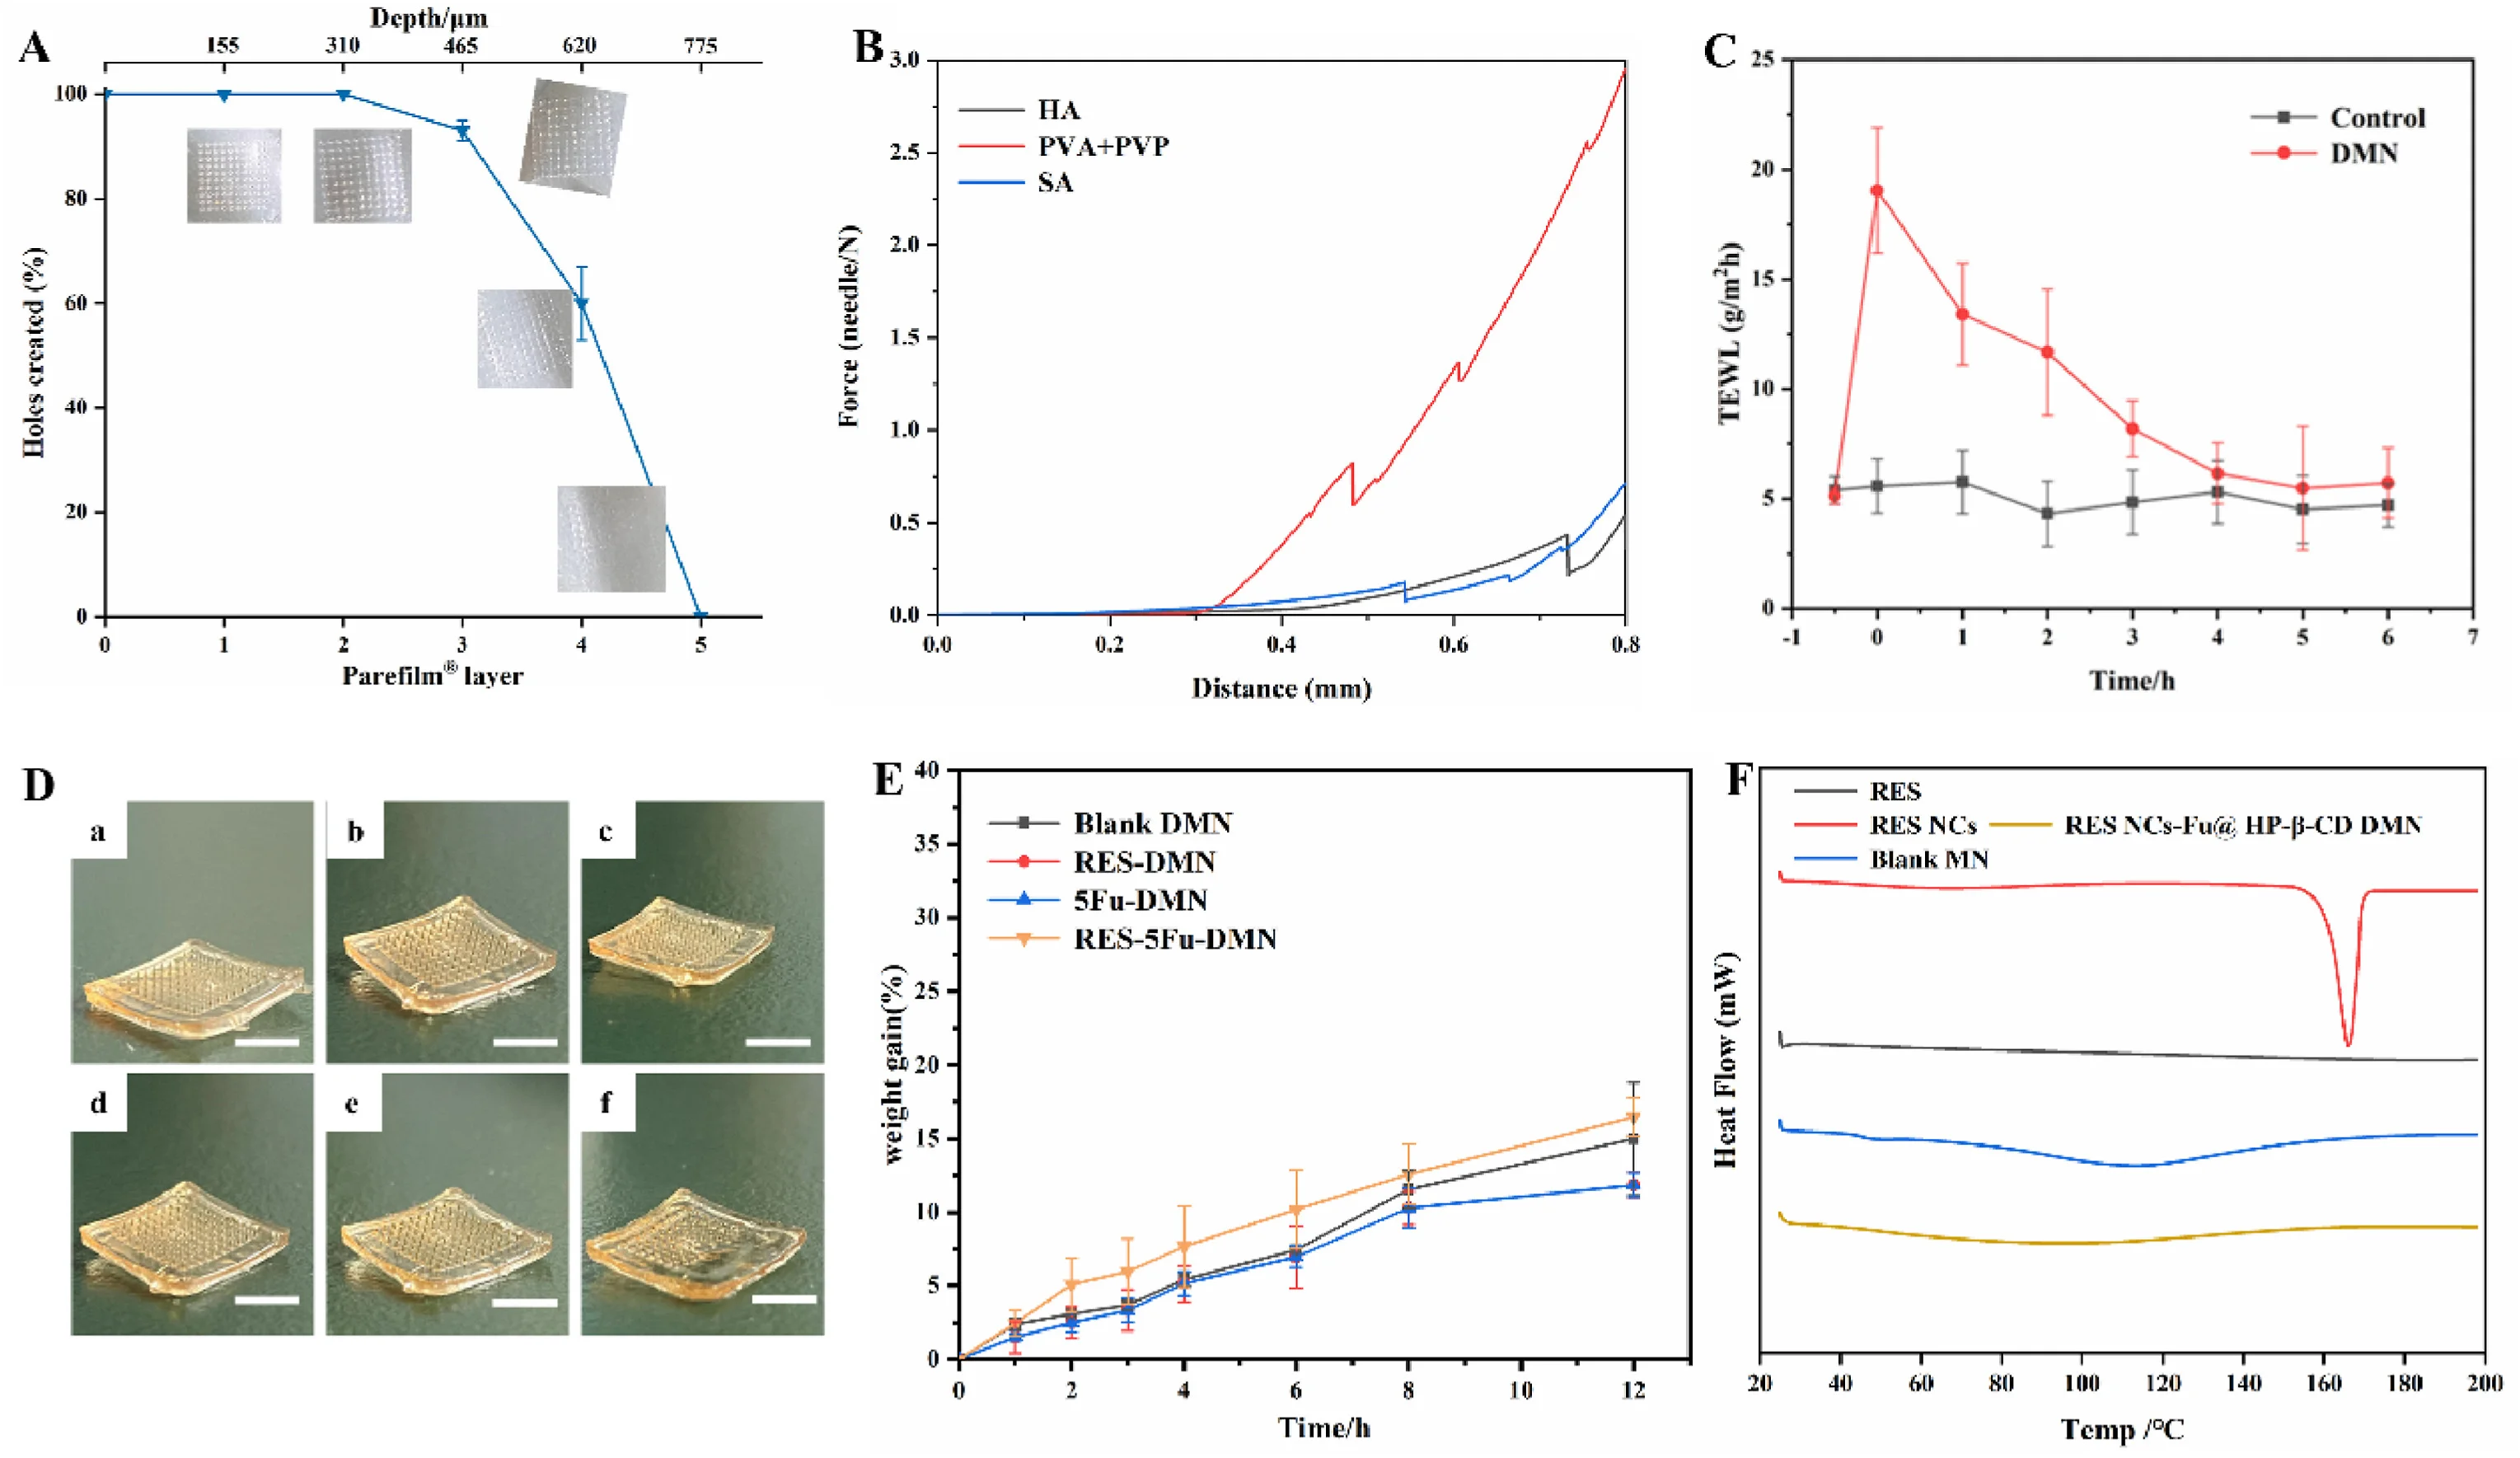 A
Depth/μm
155 310 465 620 775
100
80
60
40
20
0
Holes created (%)
0 1 2 3 4 5
Parefilm® layer
B
3.0
2.5
2.0
1.5
1.0
0.5
0.0
Force (needle/N)
HA
PVA+PVP
SA
0.0 0.2 0.4 0.6 0.8
Distance (mm)
C
25
20
15
10
5
0
TEWL (g/m²h)
Control
DMN
-1 0 1 2 3 4 5 6 7
Time/h
D
a b c
d e f
E
40
35
30
25
20
15
10
5
0
weight gain(%)
Blank DMN
RES-DMN
5Fu-DMN
RES-5Fu-DMN
0 2 4 6 8 10 12
Time/h
F
Heat Flow (mW)
RES
RES NCs RES NCs-Fu@ HP-β-CD DMN
Blank MN
20 40 60 80 100 120 140 160 180 200
Temp /°C